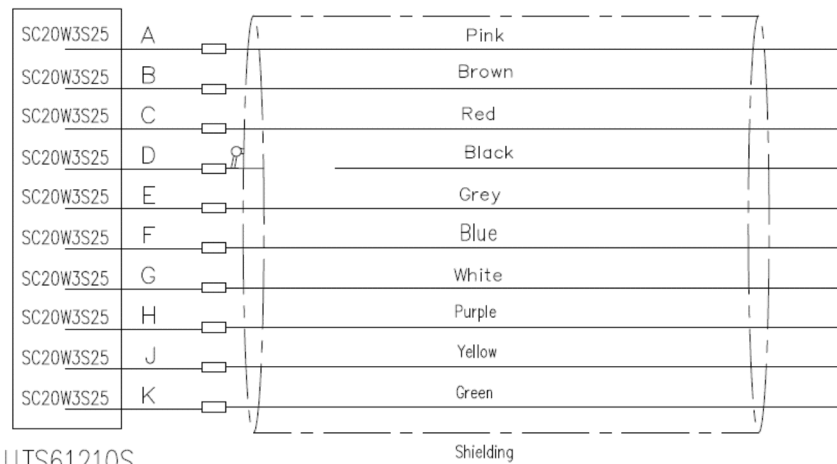 SC20W3S25 A Pink
SC20W3S25 B Brown
SC20W3S25 C Red
SC20W3S25 D Black
SC20W3S25 E Grey
SC20W3S25 F Blue
SC20W3S25 G White
SC20W3S25 H Purple
SC20W3S25 J Yellow
SC20W3S25 K Green
UTS61210S Shielding